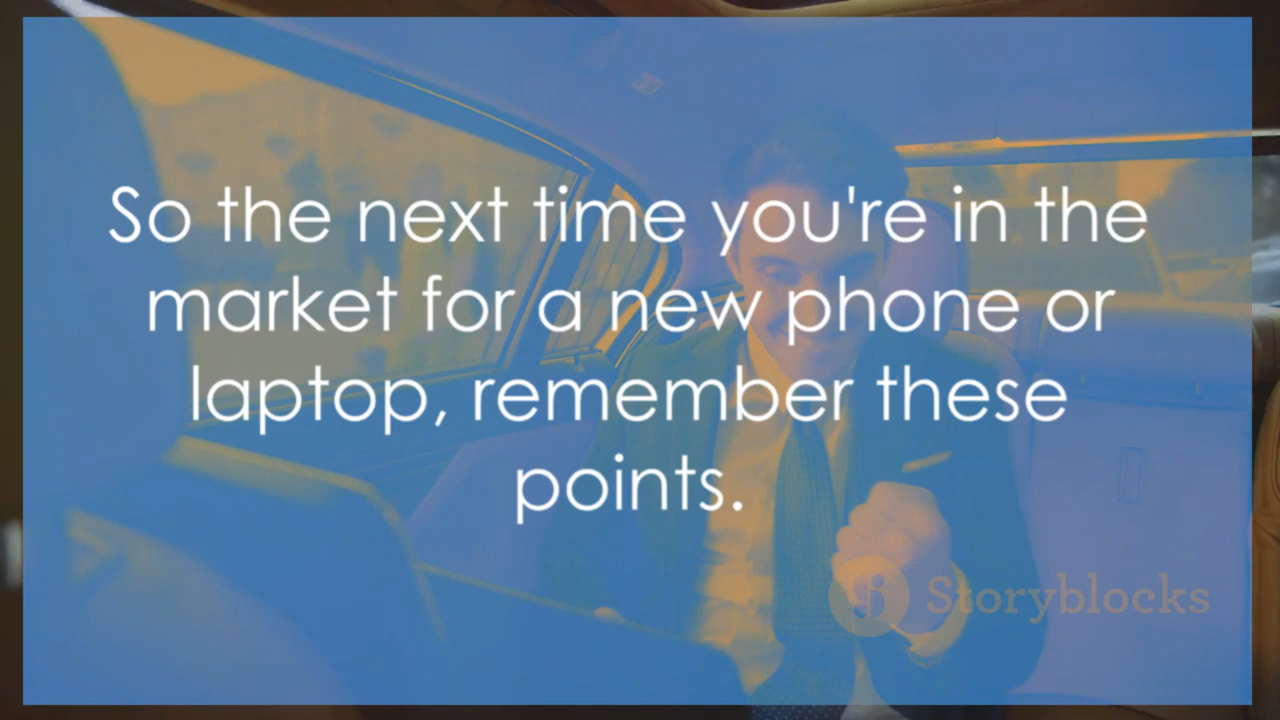 So the next time you're in the
market for a new phone or
laptop, remember these
points.
Storyblocks